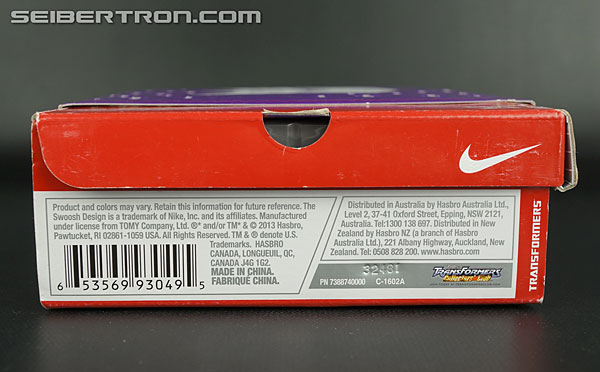 SEIBERTRON.COM
Product and colors may vary. Retain this information for future reference. The
Swoosh Design is a trademark of Nike, Inc. and its affiliates. Manufactured
under license from TOMY Company, Ltd. ®* and/or TM* & © 2013 Hasbro,
Pawtucket, RI 02861-1059 USA. All Rights Reserved. TM & ® denote U.S.
Trademarks. HASBRO
CANADA, LONGUEUIL, QC,
CANADA J4G 1G2.
MADE IN CHINA.
FABRIQUÉ CHINA.
6 53569 93049 5
Distributed in Australia by Hasbro Australia Ltd.,
Level 2, 37-41 Oxford Street, Epping, NSW 2121,
Australia. Tel:1300 138 697. Distributed in New
Zealand by Hasbro NZ (a branch of Hasbro
Australia Ltd.), 221 Albany Highway, Auckland, New
Zealand. Tel: 0508 828 200. www.hasbro.com.
32481
PN 7388740000 C-1602A
TRANSFORMERS
TRANSFORMERS